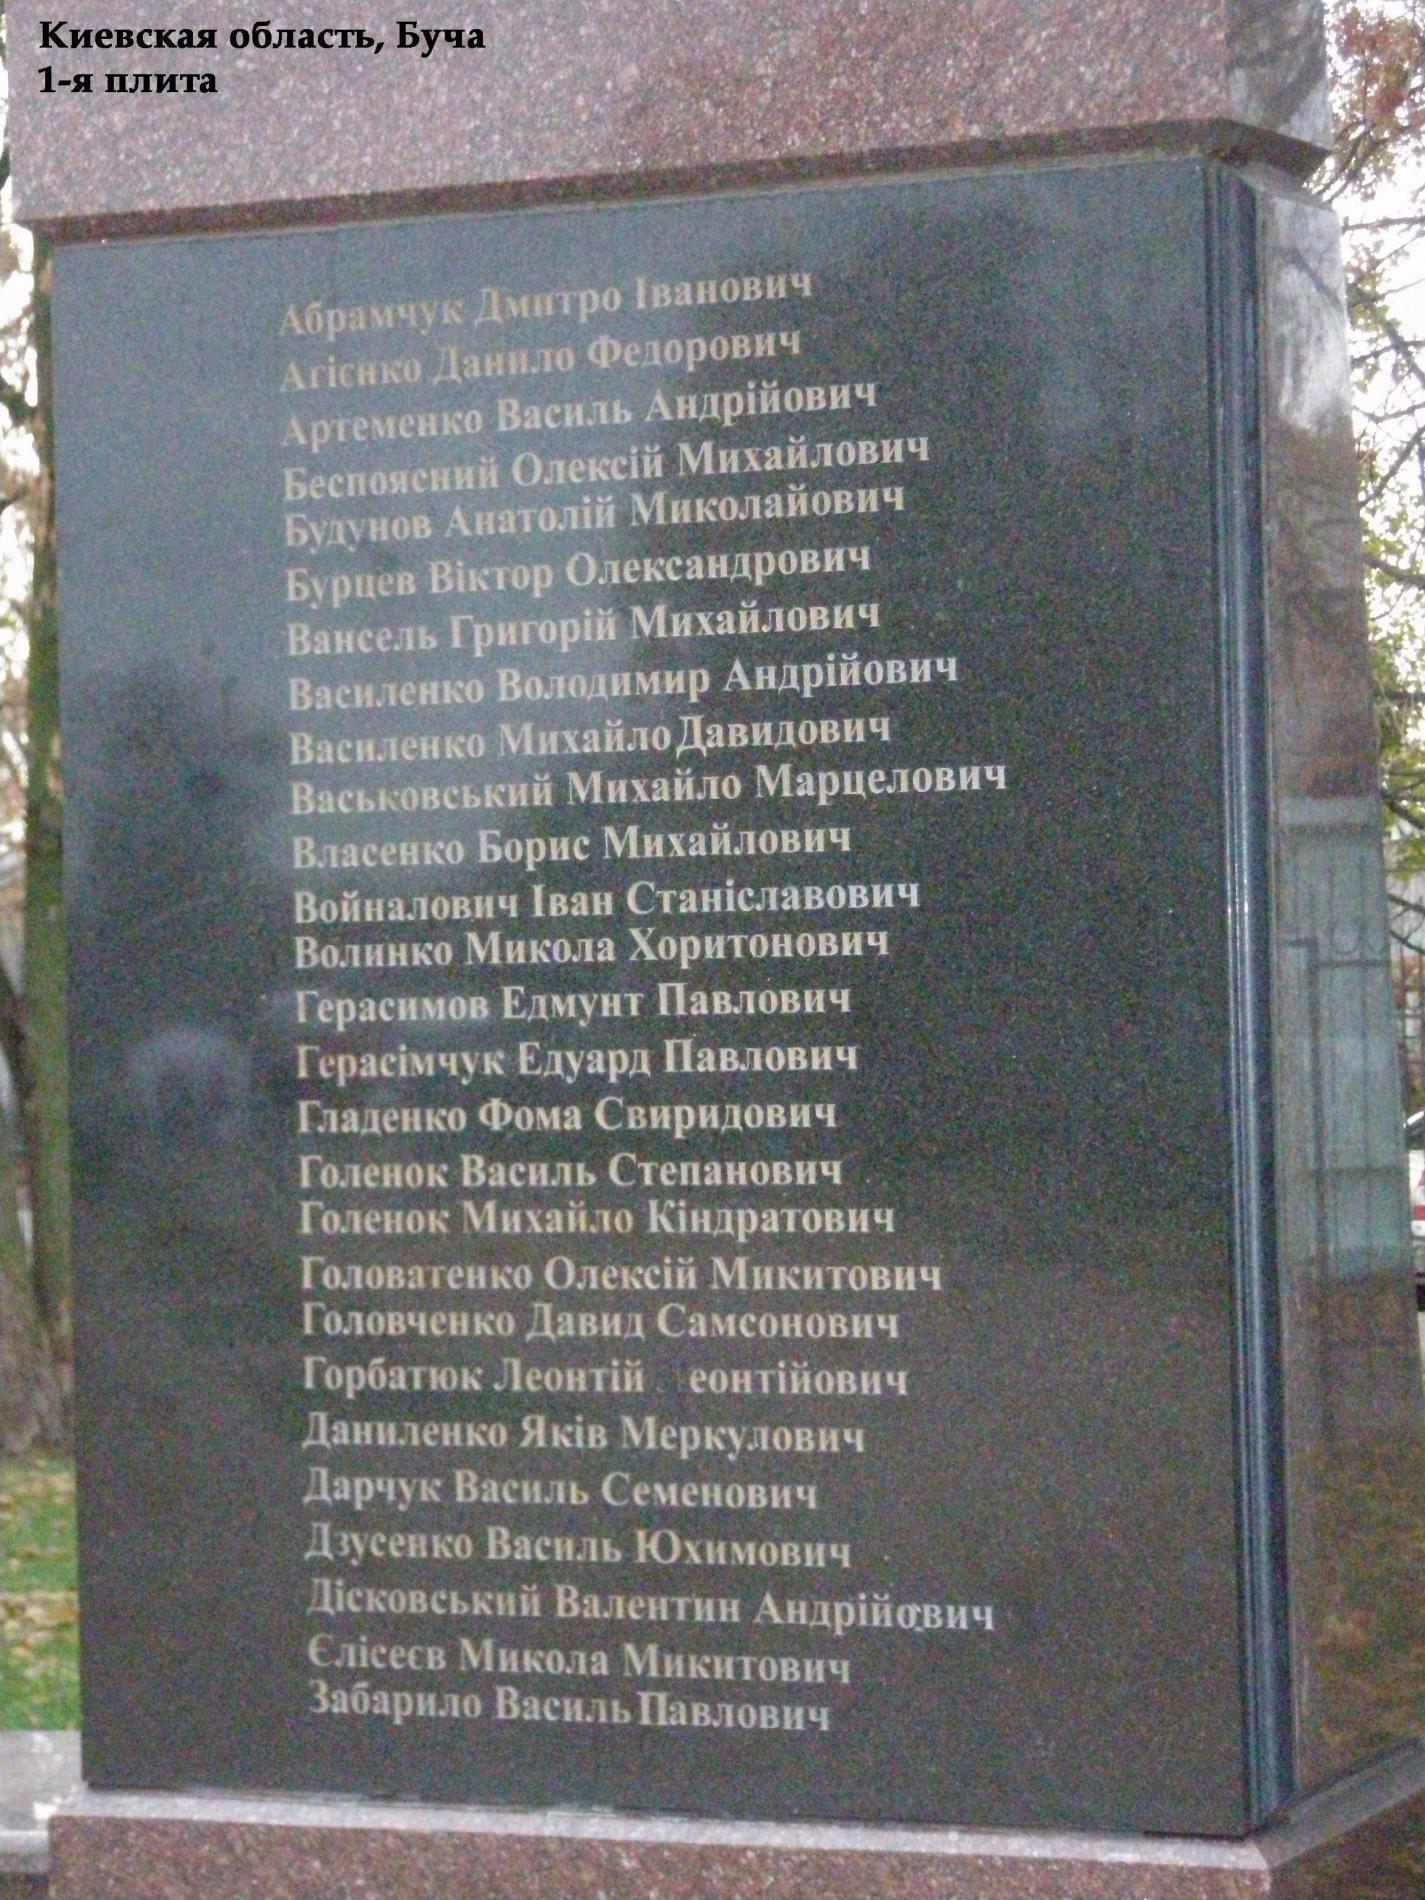 Киевская область, Буча
1-я плита
Абрамчук Дмитро Іванович
Агієнко Данило Федорович
Артеменко Василь Андрійович
Беспоясний Олексій Михайлович
Будунов Анатолій Миколайович
Бурцев Віктор Олександрович
Вансель Григорій Михайлович
Василенко Володимир Андрійович
Василенко Михайло Давидович
Васьковський Михайло Марцелович
Власенко Борис Михайлович
Войналович Іван Станіславович
Волинко Микола Хоритонович
Герасимов Едмунт Павлович
Герасімчук Едуард Павлович
Гладенко Фома Свиридович
Голенок Василь Степанович
Голенок Михайло Кіндратович
Головатенко Олексій Микитович
Головченко Давид Самсонович
Горбатюк Леонтій еонтійович
Даниленко Яків Меркулович
Дарчук Василь Семенович
Дзусенко Василь Юхимович
Дісковський Валентин Андрійович
Єлісеєв Микола Микитович
Забарило Василь Павлович